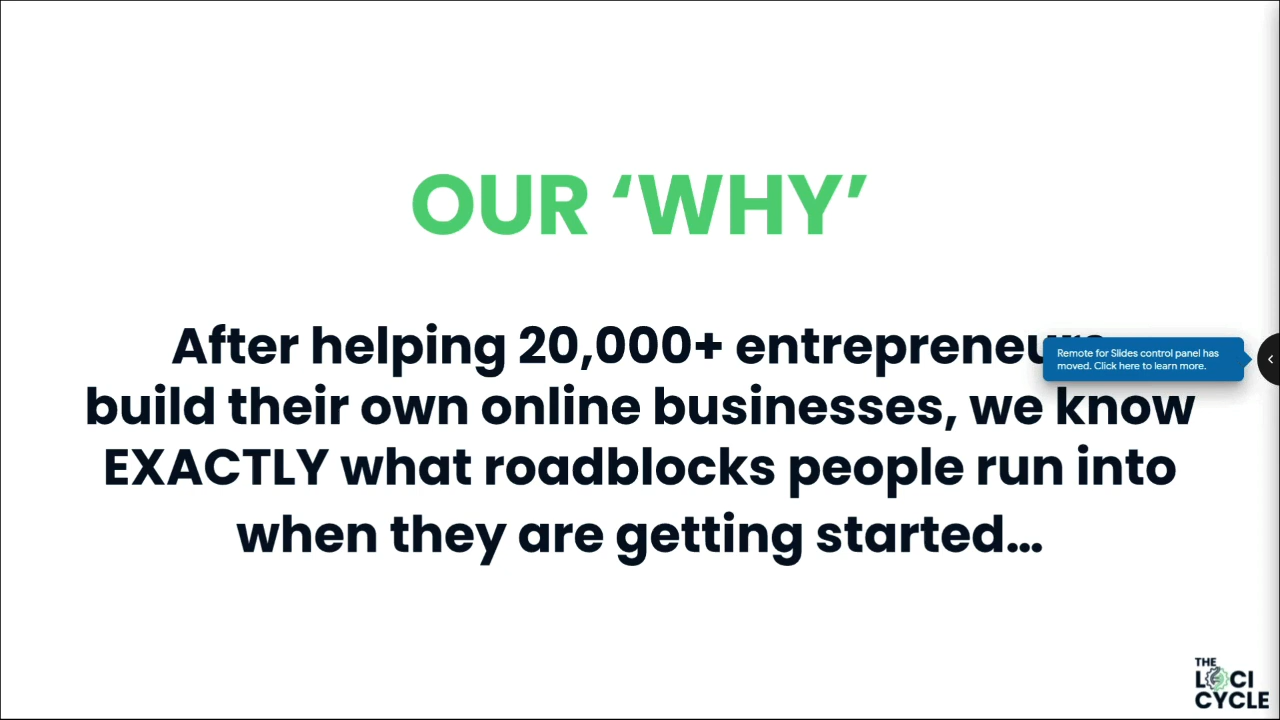 OUR ‘WHY’
After helping 20,000+ entrepreneurs
build their own online businesses, we know
EXACTLY what roadblocks people run into
when they are getting started...
Remote for Slides control panel has
moved. Click here to learn more.
THE
LOCI
CYCLE